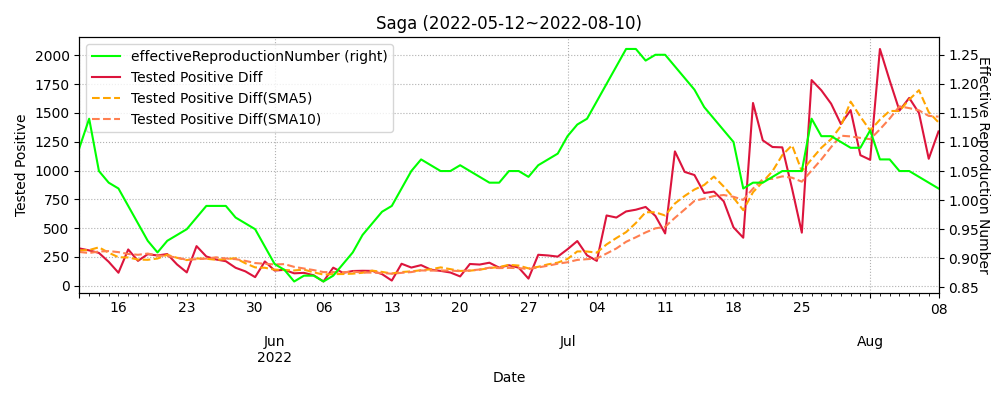 Saga (2022-05-12~2022-08-10)
effectiveReproductionNumber (right)
Tested Positive Diff
Tested Positive Diff(SMA5)
Tested Positive Diff(SMA10)
Tested Positive
2000
1750
1500
1250
1000
750
500
250
0
1.25
1.20
1.15
1.10
1.05
1.00
0.95
0.90
0.85
Effective Reproduction Number
16 23 30 06 13 20 27 04 11 18 25 08
Jun Jul Aug
2022
Date